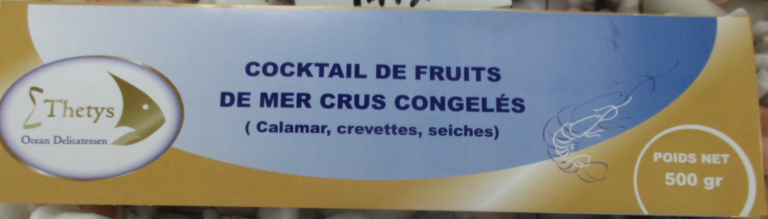 Thetys
Ocean Delicatessen
COCKTAIL DE FRUITS
DE MER CRUS CONGELÉS
( Calamar, crevettes, seiches)
POIDS NET
500 gr